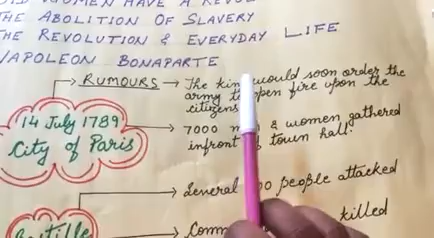 WOMEN HAVE A
THE ABOLITION OF SLAVERY
THE REVOLUTION & EVERYDAY LIFE
NAPOLEON BONAPARTE
RUMOURS → The king would soon order the
army to open fire upon the
citizens
14 July 1789
City of Paris
7000 & women gathered
infront of town hall.
Several people attacked
killed